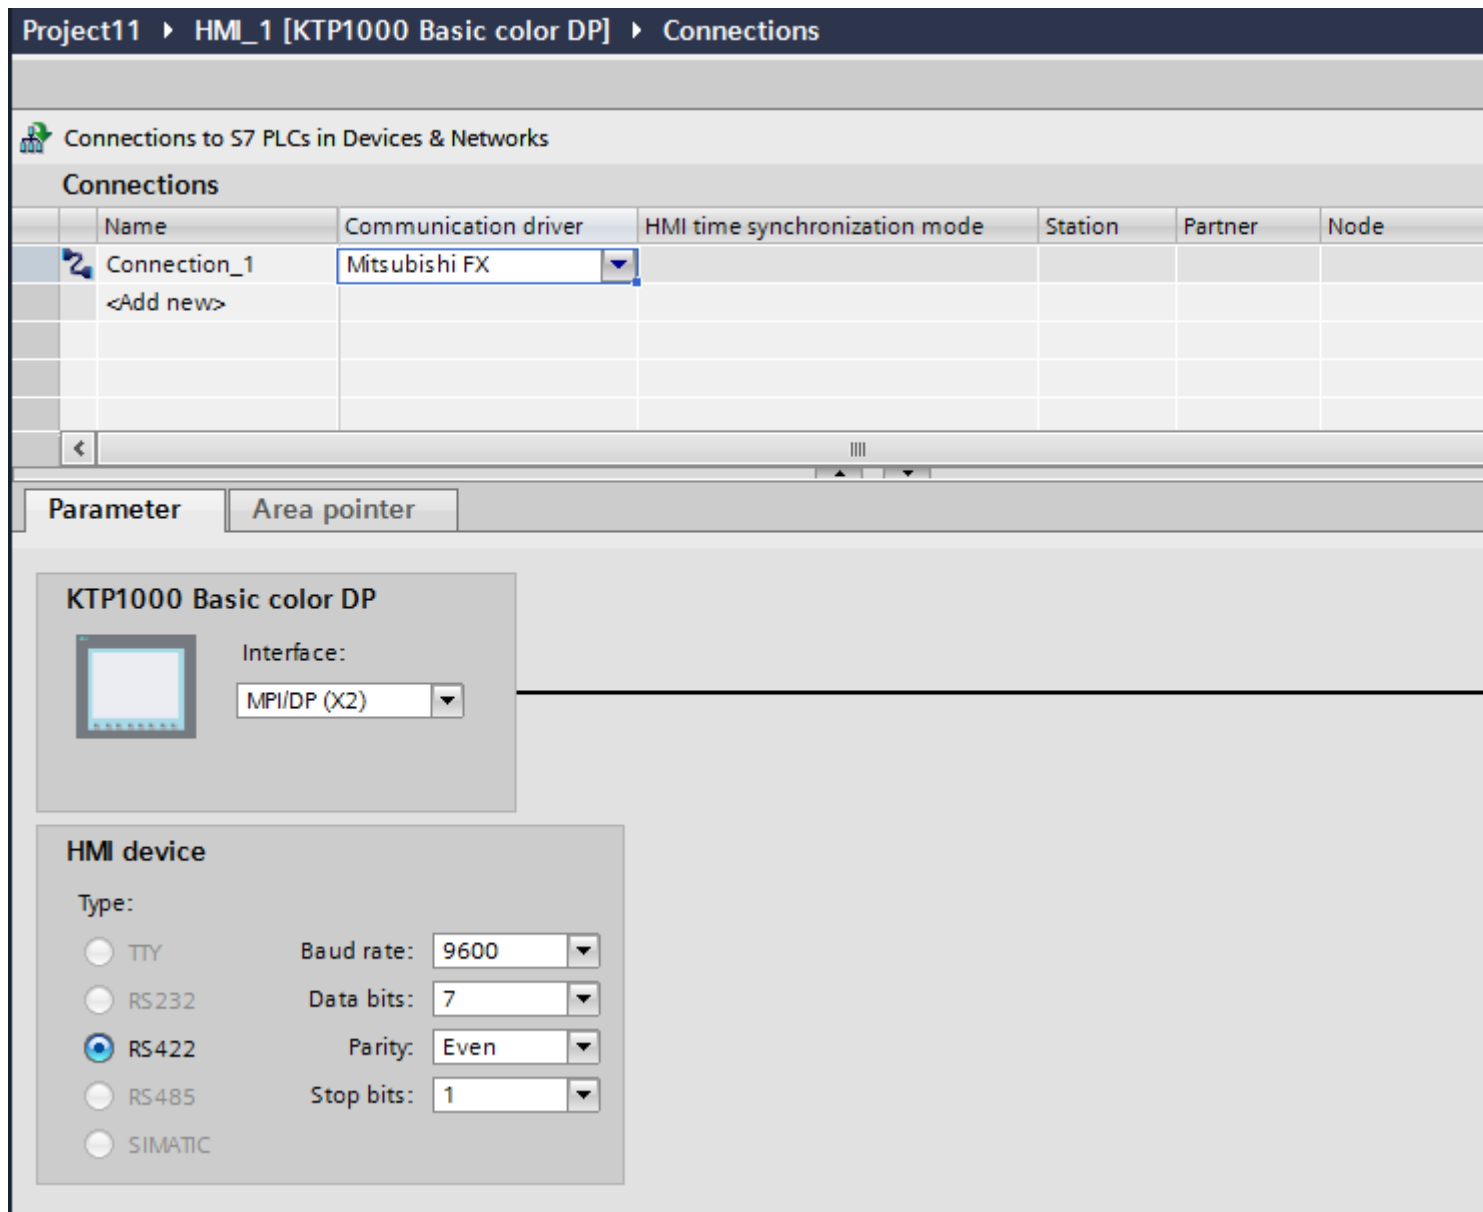 Project11 ▸ HMI_1 [KTP1000 Basic color DP] ▸ Connections
Connections to S7 PLCs in Devices & Networks
Connections
Name Communication driver HMI time synchronization mode Station Partner Node
Connection_1 Mitsubishi FX
<Add new>
Parameter Area pointer
KTP1000 Basic color DP
Interface:
MPI/DP (X2)
HMI device
Type:
TTY Baud rate: 9600
RS232 Data bits: 7
RS422 Parity: Even
RS485 Stop bits: 1
SIMATIC